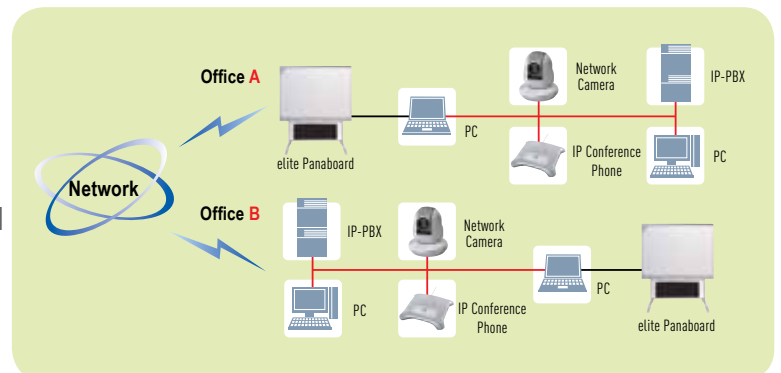 Office A
Network
Camera
IP-PBX
PC
IP Conference
Phone
PC
elite Panaboard
Network
Office B
IP-PBX
Network
Camera
PC
IP Conference
Phone
PC
elite Panaboard